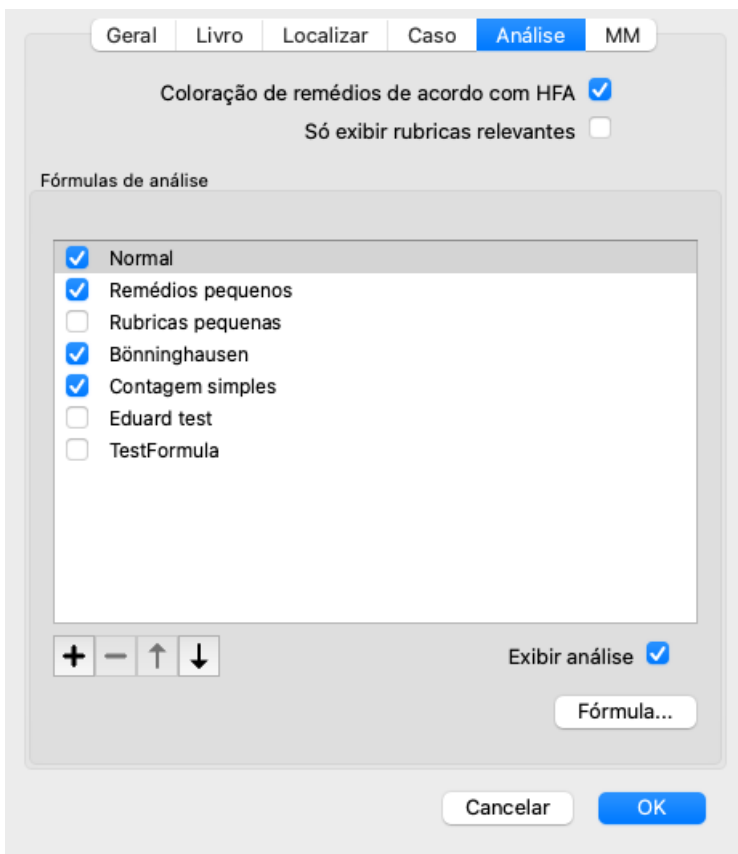 Geral Livro Localizar Caso Análise MM
Coloração de remédios de acordo com HFA
Só exibir rubricas relevantes
Fórmulas de análise
Normal
Remédios pequenos
Rubricas pequenas
Bönninghausen
Contagem simples
Eduard test
TestFormula
Exibir análise
Fórmula...
Cancelar OK